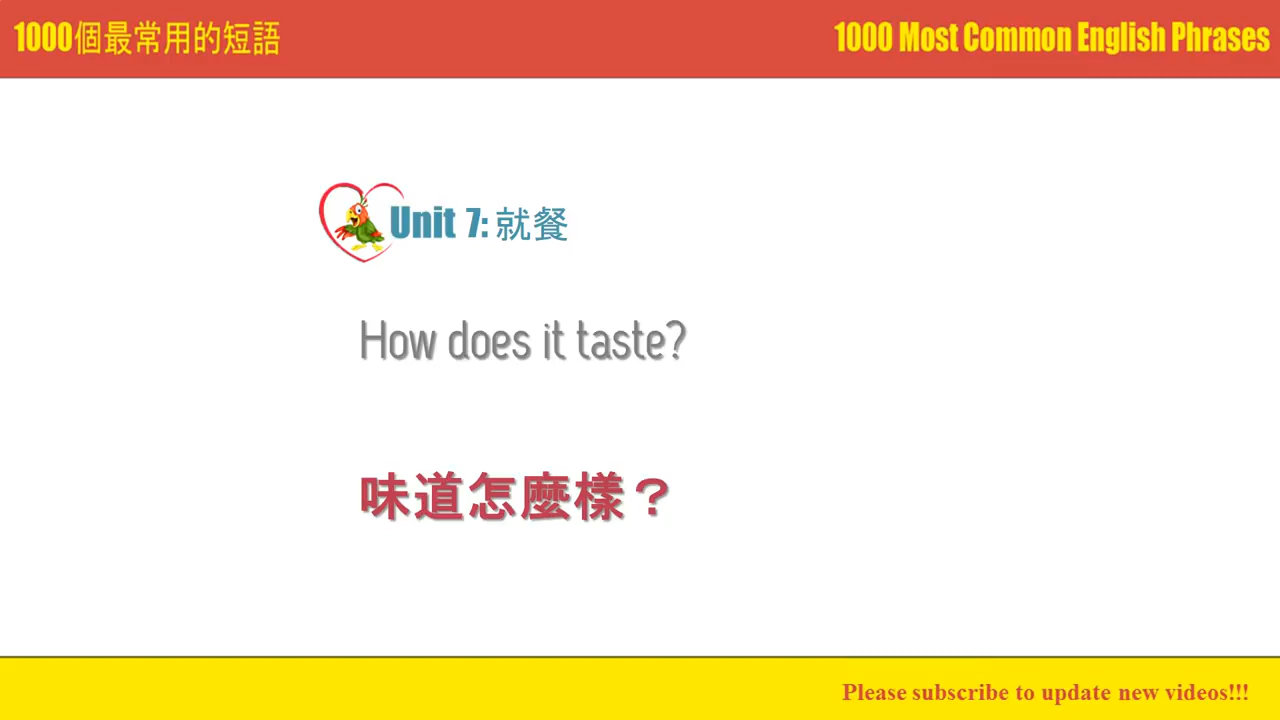 1000個最常用的短語
1000 Most Common English Phrases
Unit 7: 就餐
How does it taste?
味道怎麼樣？
Please subscribe to update new videos!!!